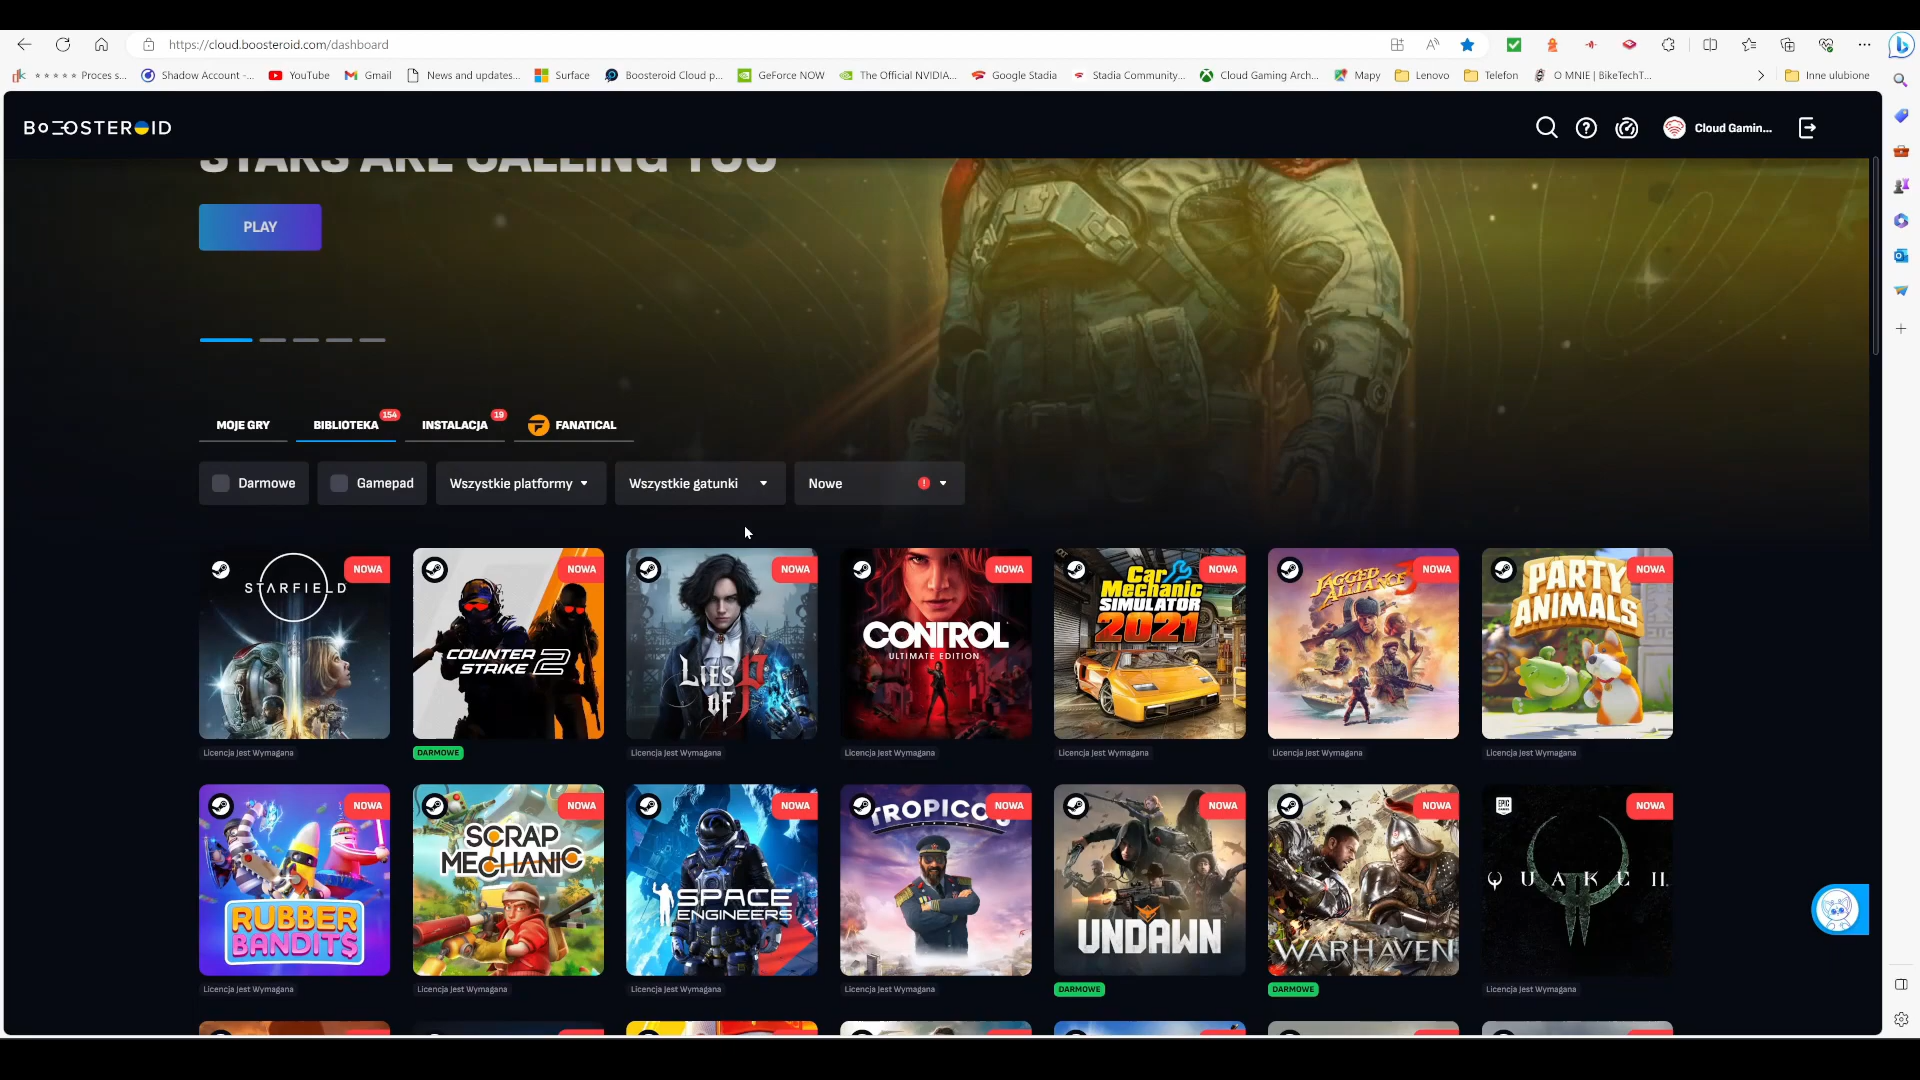 https://cloud.boosteroid.com/dashboard
Proces s...
Shadow Account -...
YouTube
Gmail
News and updates...
Surface
Boosteroid Cloud p...
GeForce NOW
The Official NVIDIA...
Google Stadia
Stadia Community...
Cloud Gaming Arch...
Mapy
Lenovo
Telefon
O MNIE | BikeTechT...
Inne ulubione
BOOSTEROID
Cloud Gamin...
STARS ARE CALLING YOU
PLAY
MOJE GRY
BIBLIOTEKA 154
INSTALACJA 19
FANATICAL
Darmowe
Gamepad
Wszystkie platformy
Wszystkie gatunki
Nowe
STARFIELD
NOWA
COUNTER STRIKE 2
NOWA
LIES OF P
NOWA
CONTROL
ULTIMATE EDITION
NOWA
Car Mechanic
SIMULATOR
2021
NOWA
JAGGED ALLIANCE 3
NOWA
PARTY
ANIMALS
NOWA
Licencja Jest Wymagana
DARMOWE
Licencja Jest Wymagana
Licencja Jest Wymagana
Licencja Jest Wymagana
Licencja Jest Wymagana
Licencja Jest Wymagana
RUBBER
BANDITS
NOWA
SCRAP
MECHANIC
NOWA
SPACE
ENGINEERS
NOWA
TROPICO 6
NOWA
UNDAWN
NOWA
WARHAVEN
NOWA
EPIC GAMES
QUAKE II
NOWA
Licencja Jest Wymagana
Licencja Jest Wymagana
Licencja Jest Wymagana
Licencja Jest Wymagana
DARMOWE
DARMOWE
Licencja Jest Wymagana